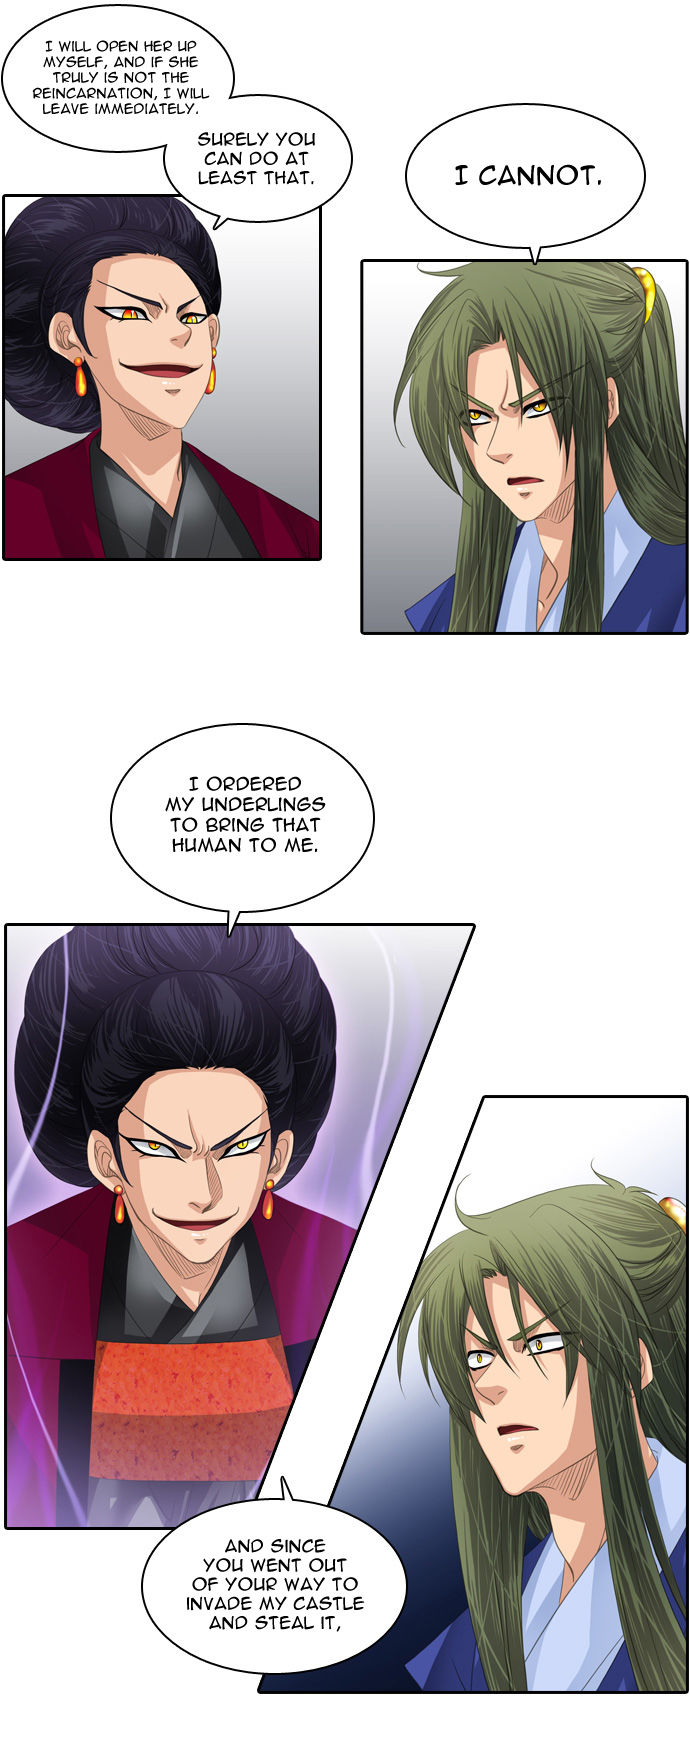 I WILL OPEN HER UP
MYSELF, AND IF SHE
TRULY IS NOT THE
REINCARNATION, I WILL
LEAVE IMMEDIATELY.
SURELY YOU
CAN DO AT
LEAST THAT.
I CANNOT.
I ORDERED
MY UNDERLINGS
TO BRING THAT
HUMAN TO ME.
AND SINCE
YOU WENT OUT
OF YOUR WAY TO
INVADE MY CASTLE
AND STEAL IT,